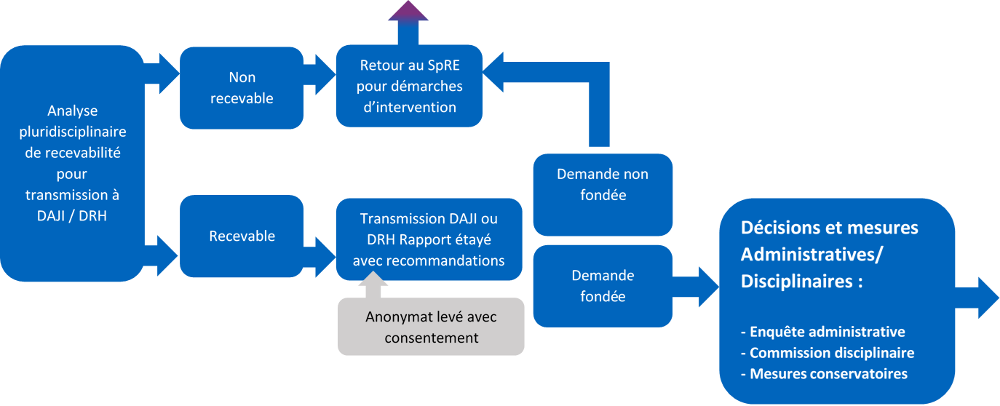 Analyse
pluridisciplinaire
de recevabilité
pour
transmission à
DAJI / DRH
Non
recevable
Retour au SpRE
pour démarches
d’intervention
Recevable
Transmission DAJI ou
DRH Rapport étayé
avec recommandations
Anonymat levé avec
consentement
Demande non
fondée
Demande
fondée
Décisions et mesures
Administratives/
Disciplinaires :
- Enquête administrative
- Commission disciplinaire
- Mesures conservatoires